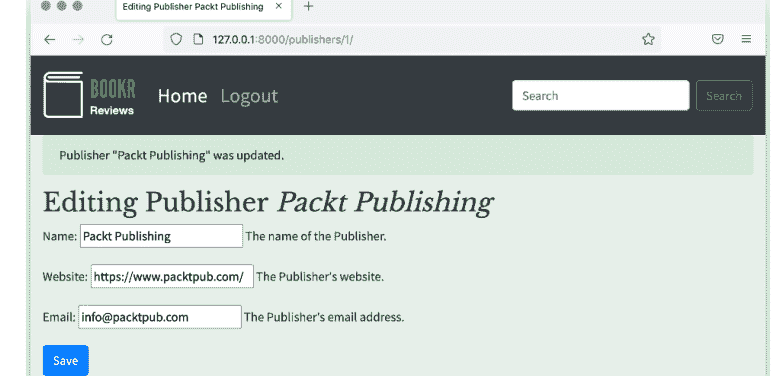 Editing Publisher Packt Publishing ×
127.0.0.1:8000/publishers/1/
BOOKR
Reviews
Home Logout
Search Search
Publisher "Packt Publishing" was updated.
Editing Publisher Packt Publishing
Name: Packt Publishing The name of the Publisher.
Website: https://www.packtpub.com/ The Publisher's website.
Email: info@packtpub.com The Publisher's email address.
Save